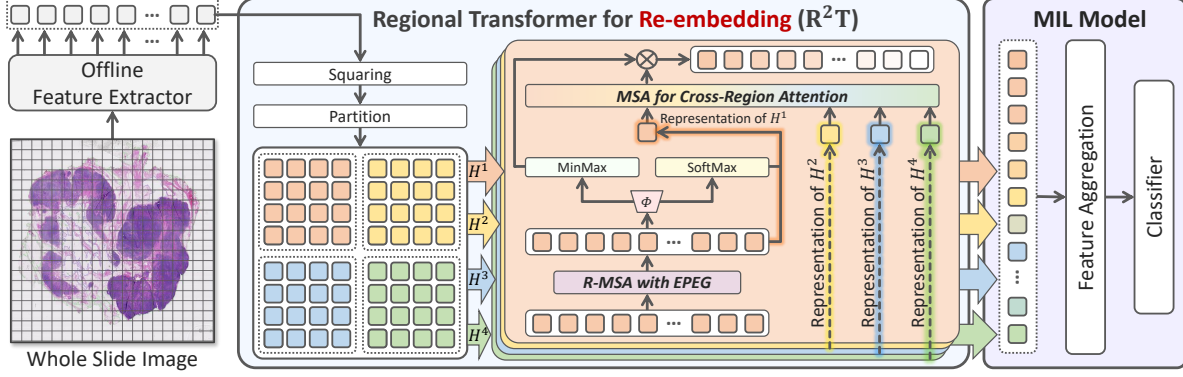 Regional Transformer for Re-embedding (R²T)
MIL Model
Offline
Feature Extractor
Whole Slide Image
Squaring
Partition
H¹
H²
H³
H⁴
MSA for Cross-Region Attention
Representation of H¹
MinMax
SoftMax
Φ
R-MSA with EPEG
Representation of H²
Representation of H³
Representation of H⁴
Feature Aggregation
Classifier